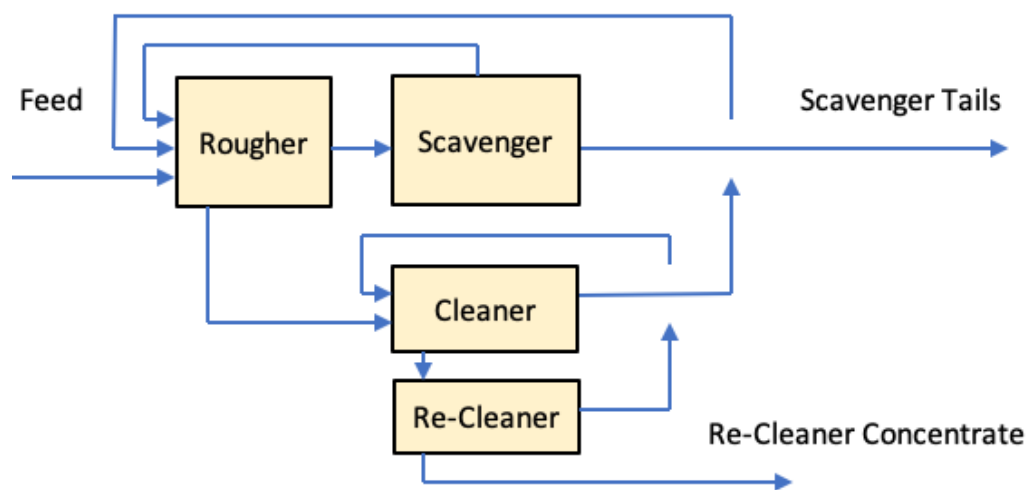 Feed
Scavenger Tails
Rougher
Scavenger
Cleaner
Re-Cleaner
Re-Cleaner Concentrate